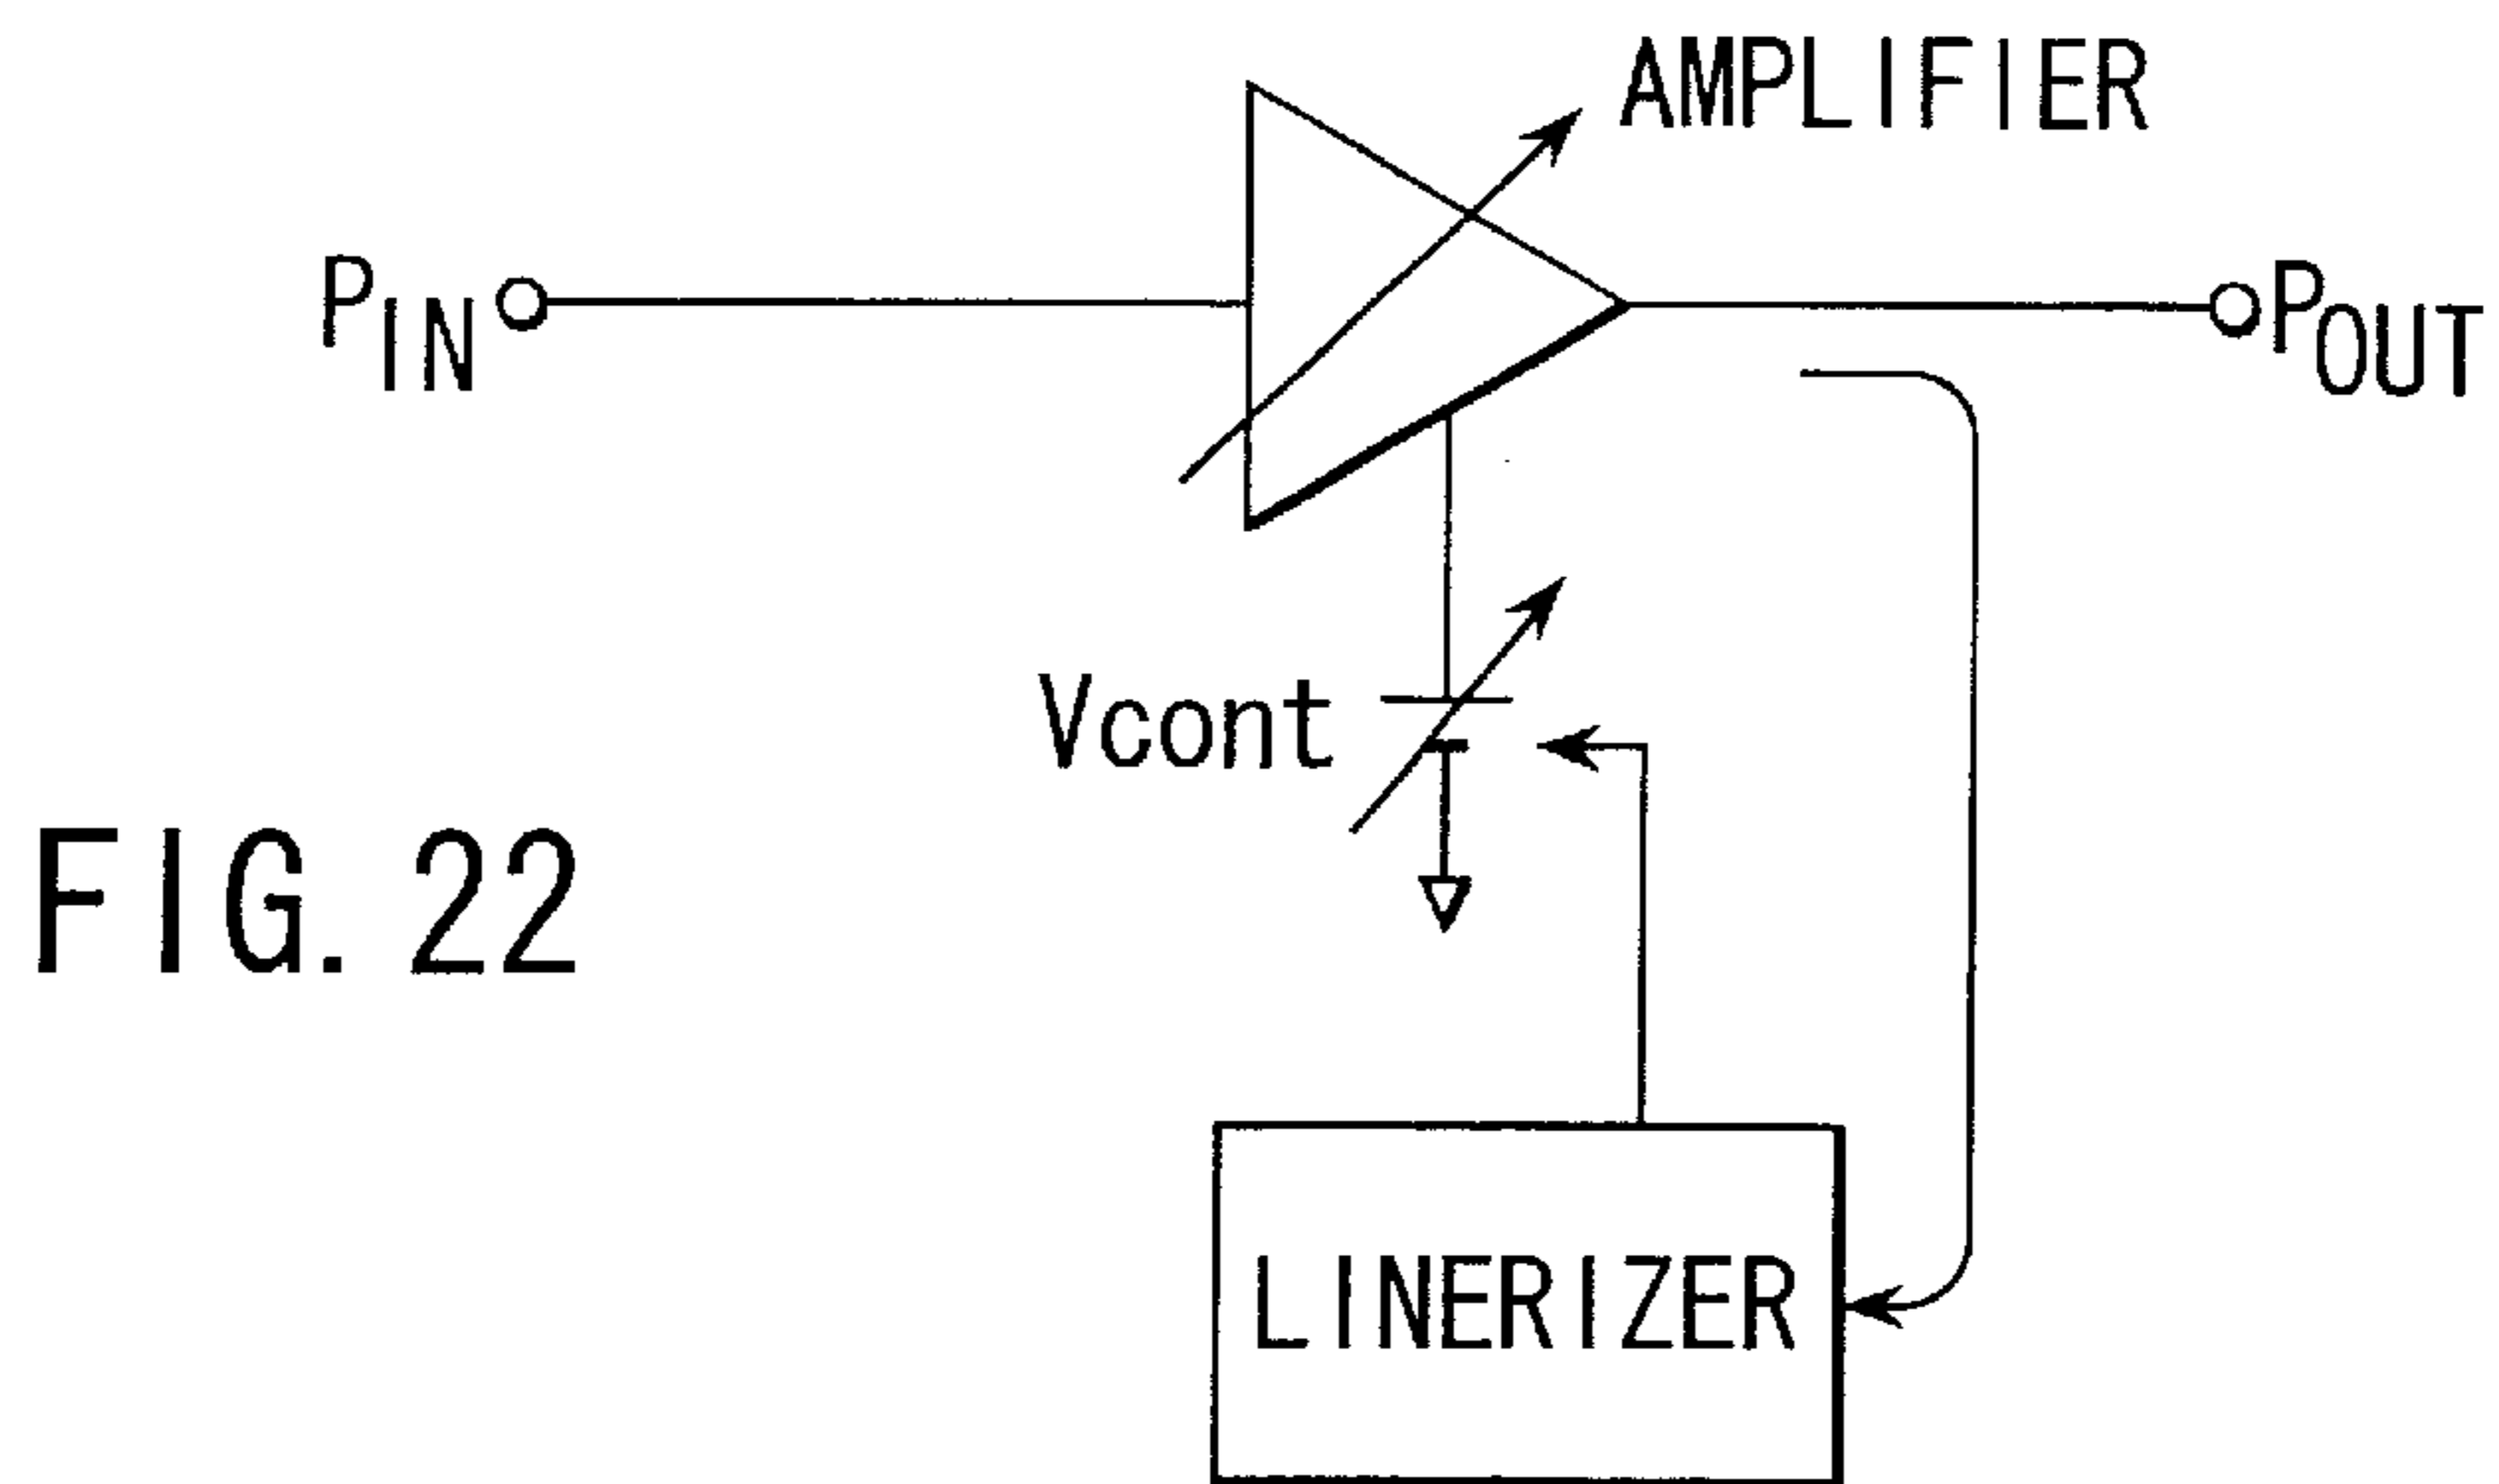 AMPLIFIER
PIN
POUT
Vcont
FIG. 22
LINERIZER